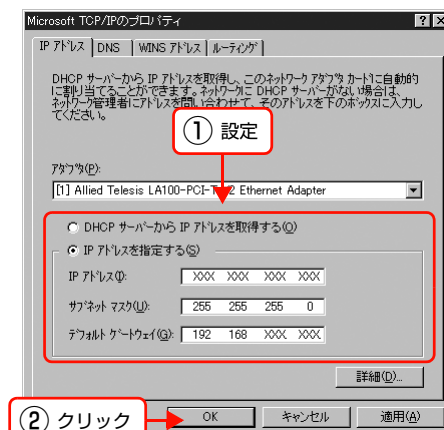 Microsoft TCP/IPのプロパティ
IP アドレス DNS WINS アドレス ルーティング
DHCP サーバーから IP アドレスを取得し、このネットワーク アダプタ カードに自動的
に割り当てることができます。ネットワークに DHCP サーバーがない場合は、
ネットワーク管理者にアドレスを問い合わせて、そのアドレスを下のボックスに入力し
てください。
① 設定
アダプタ(P):
[1] Allied Telesis LA100-PCI-T 2 Ethernet Adapter
DHCP サーバーから IP アドレスを取得する(O)
IP アドレスを指定する(S)
IP アドレス(I): XXX XXX XXX XXX
サブネット マスク(U): 255 255 255 0
デフォルト ゲートウェイ(G): 192 168 XXX XXX
詳細(D)...
② クリック
OK キャンセル 適用(A)